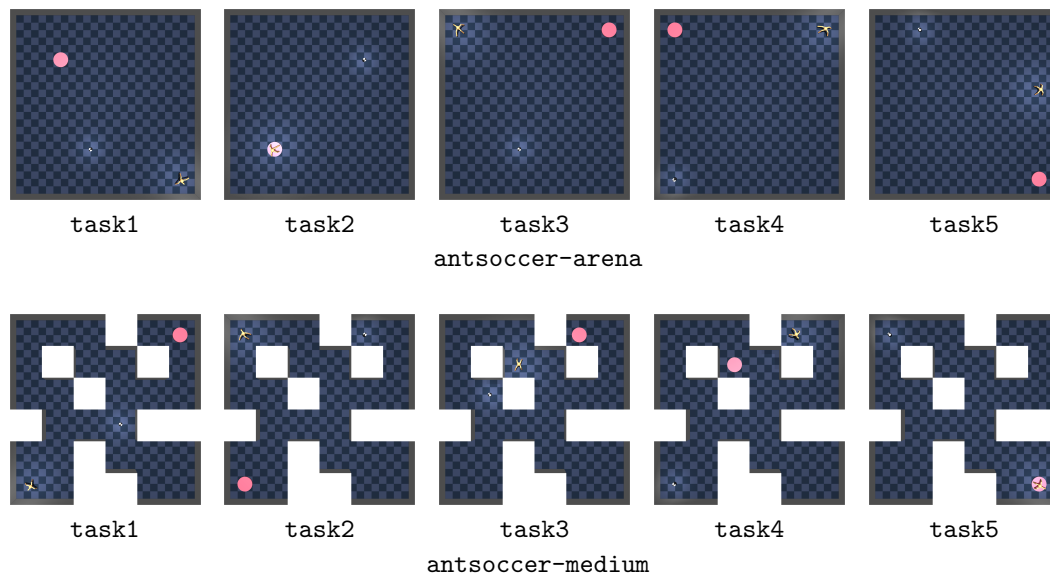 task1 task2 task3 task4 task5
antsoccer-arena
task1 task2 task3 task4 task5
antsoccer-medium